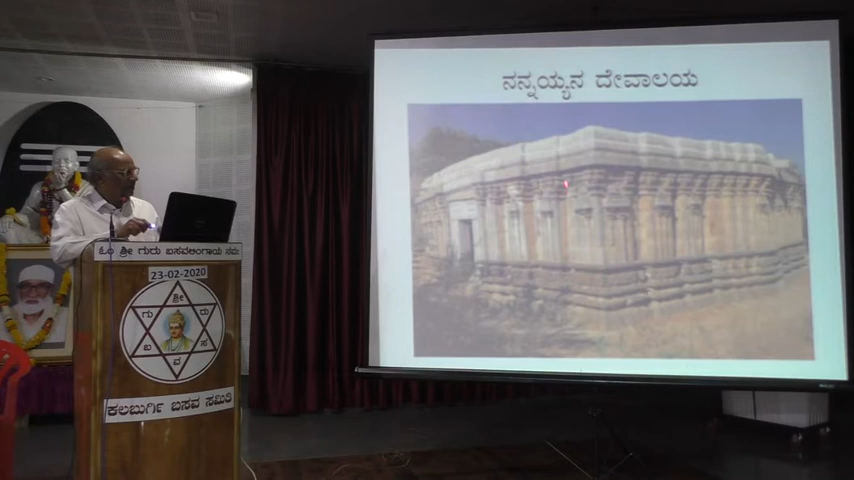 ನನ್ನಯ್ಯನ ದೇವಾಲಯ
ಓಂ ಶ್ರೀ ಗುರು ಬಸವಲಿಂಗಾಯ ನಮಃ
23-02-2020
ಶ್ರೀ
ಗು ರು
ಬ ಸ
ವ
ಕಲಬುರ್ಗಿ ಬಸವ ಸಮಿತಿ